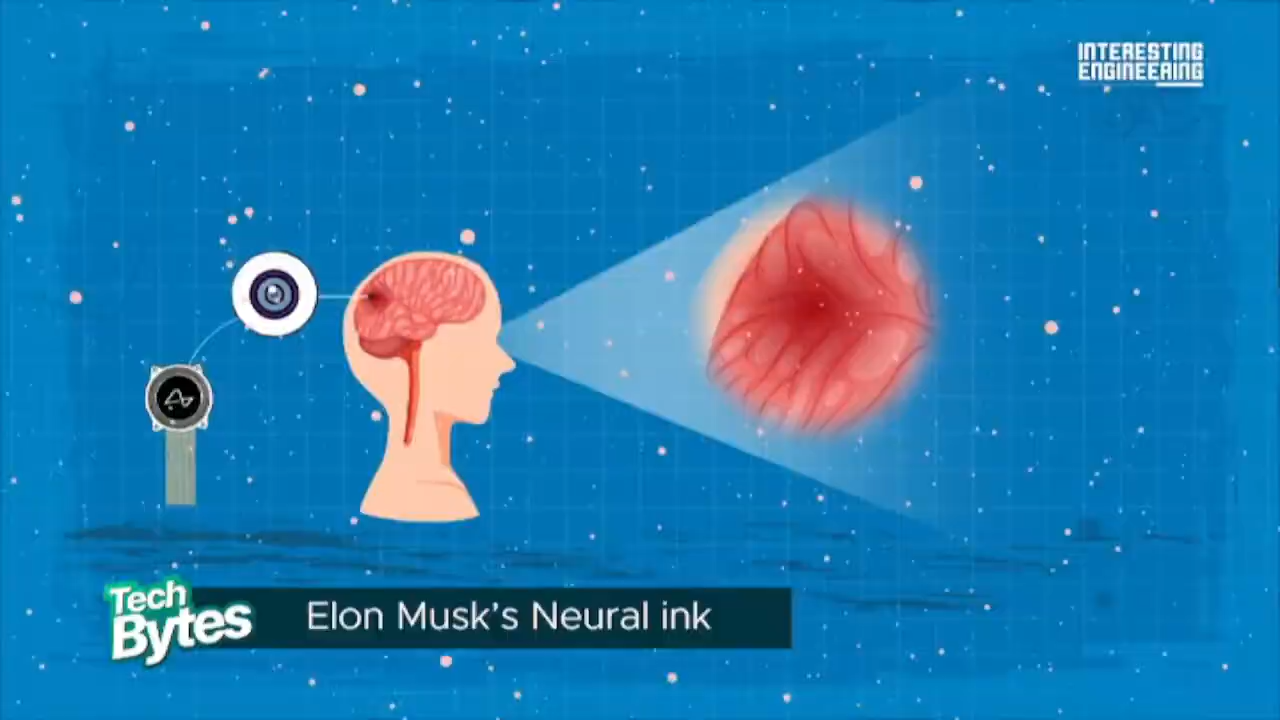 INTERESTING
ENGINEERING
Tech
Bytes
Elon Musk's Neural ink